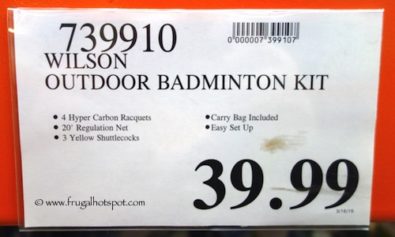 739910
0000007399107
WILSON
OUTDOOR BADMINTON KIT
• 4 Hyper Carbon Racquets
• 20' Regulation Net
• 3 Yellow Shuttlecocks
• Carry Bag Included
• Easy Set Up
39.99
© www.frugalhotspot.com